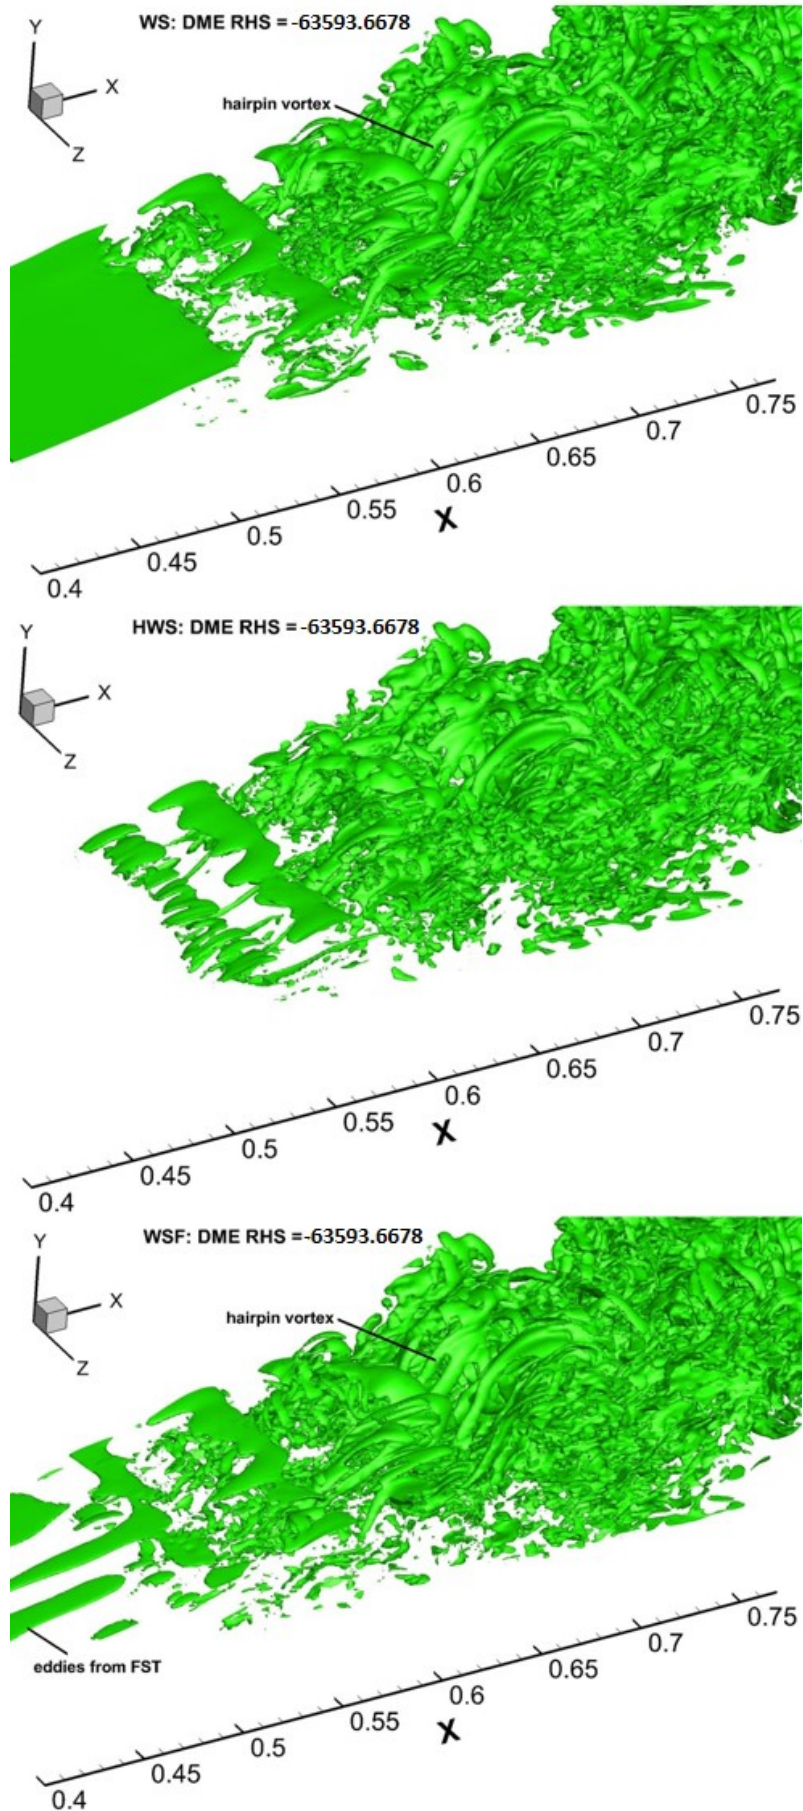 WS: DME RHS = -63593.6678
Y
X
Z
hairpin vortex
0.4
0.45
0.5
0.55
0.6
0.65
0.7
0.75
X
HWS: DME RHS = -63593.6678
Y
X
Z
0.4
0.45
0.5
0.55
0.6
0.65
0.7
0.75
X
WSF: DME RHS =-63593.6678
Y
X
Z
hairpin vortex
eddies from FST
0.4
0.45
0.5
0.55
0.6
0.65
0.7
0.75
X